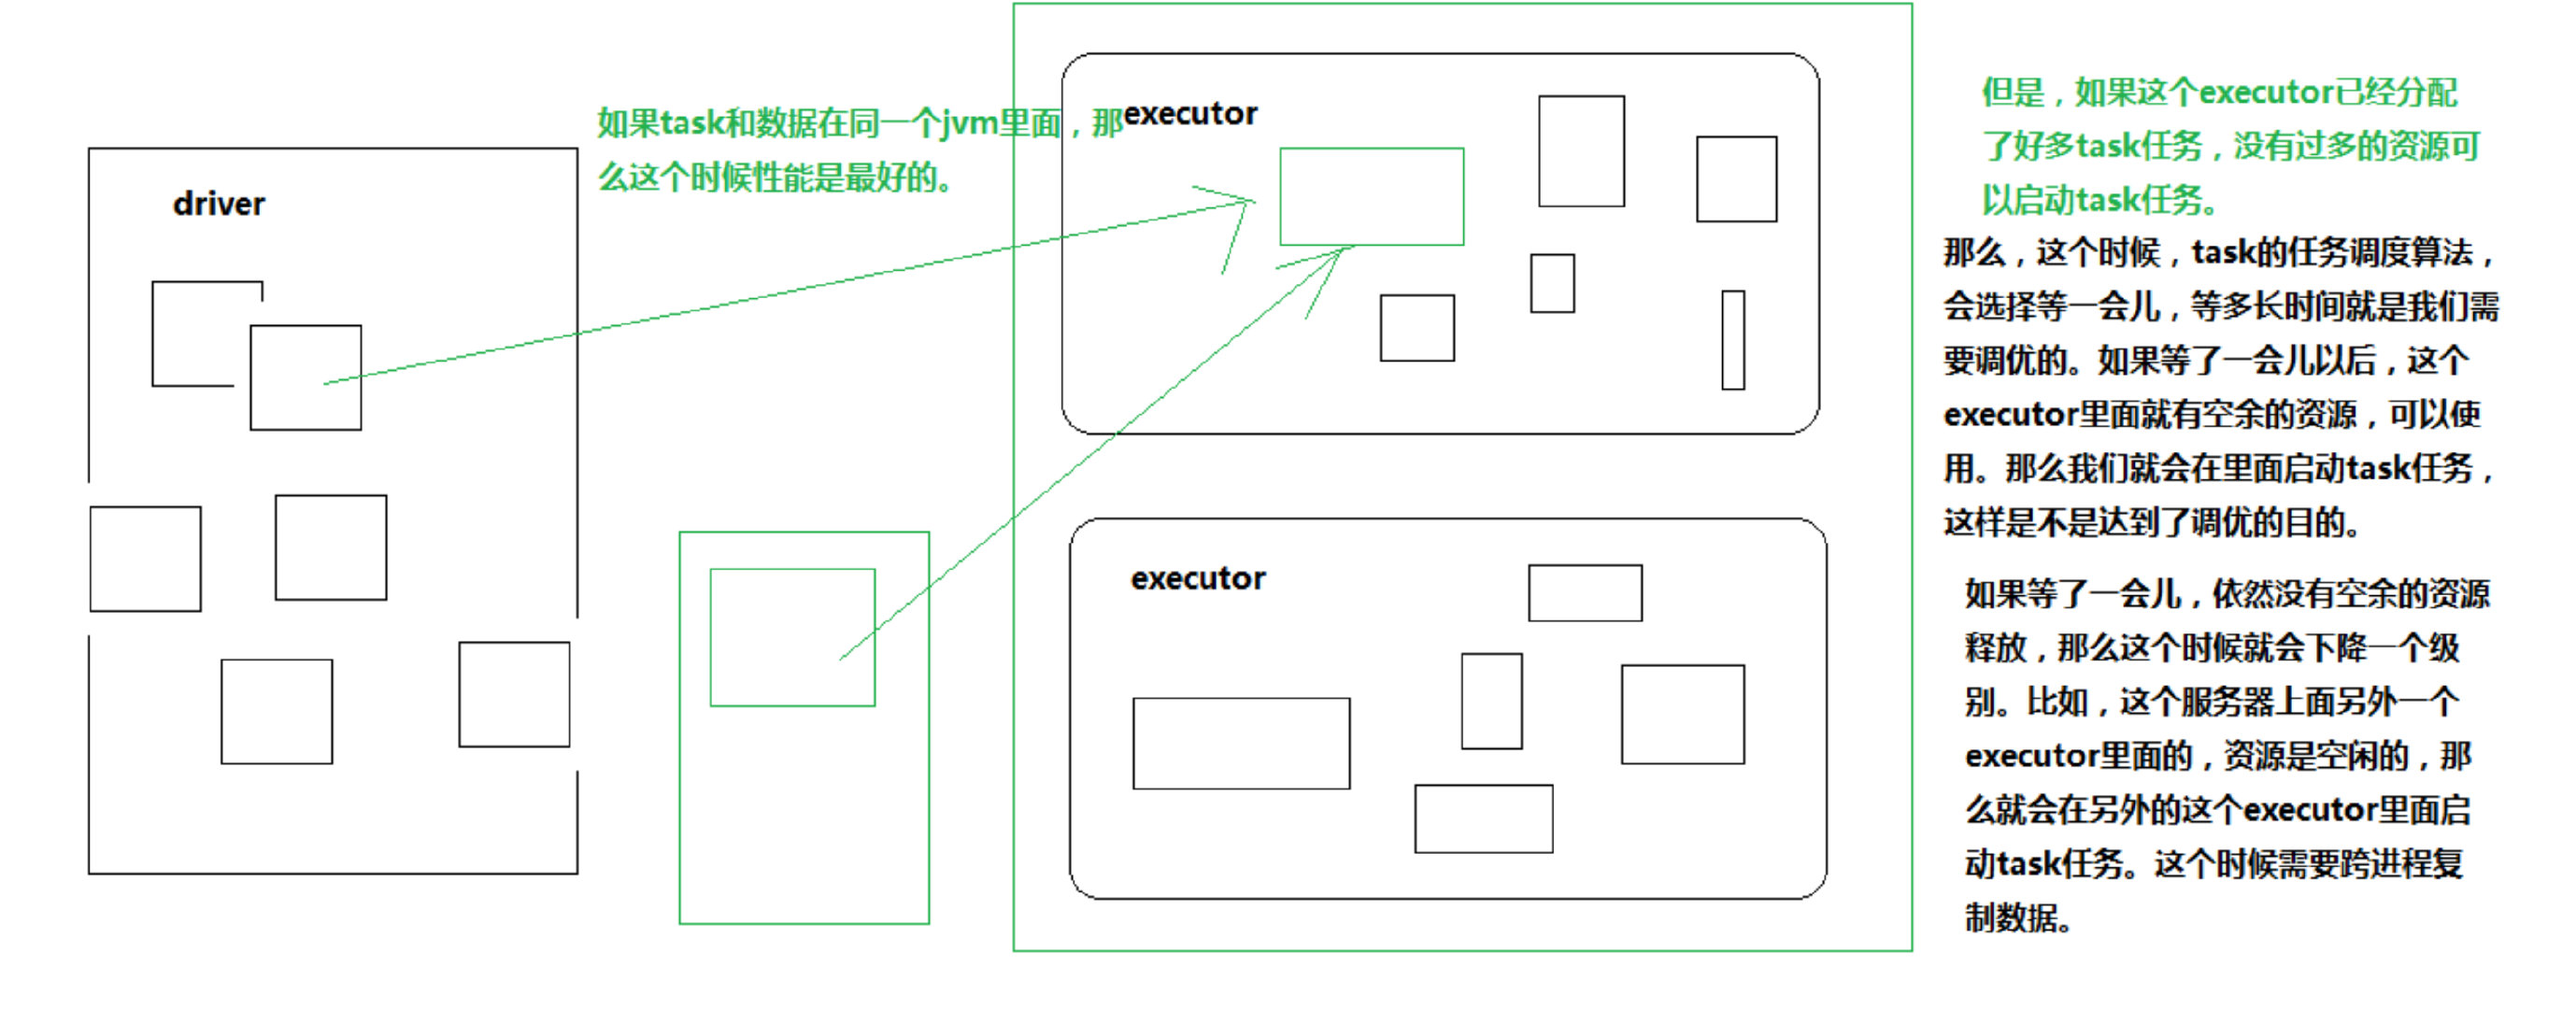 driver
如果task和数据在同一个jvm里面，那
么这个时候性能是最好的。
executor
executor
但是，如果这个executor已经分配
了好多task任务，没有过多的资源可
以启动task任务。
那么，这个时候，task的任务调度算法，
会选择等一会儿，等多长时间就是我们需
要调优的。如果等了一会儿以后，这个
executor里面就有空余的资源，可以使
用。那么我们就会在里面启动task任务，
这样是不是达到了调优的目的。
如果等了一会儿，依然没有空余的资源
释放，那么这个时候就会下降一个级
别。比如，这个服务器上面另外一个
executor里面的，资源是空闲的，那
么就会在另外的这个executor里面启
动task任务。这个时候需要跨进程复
制数据。